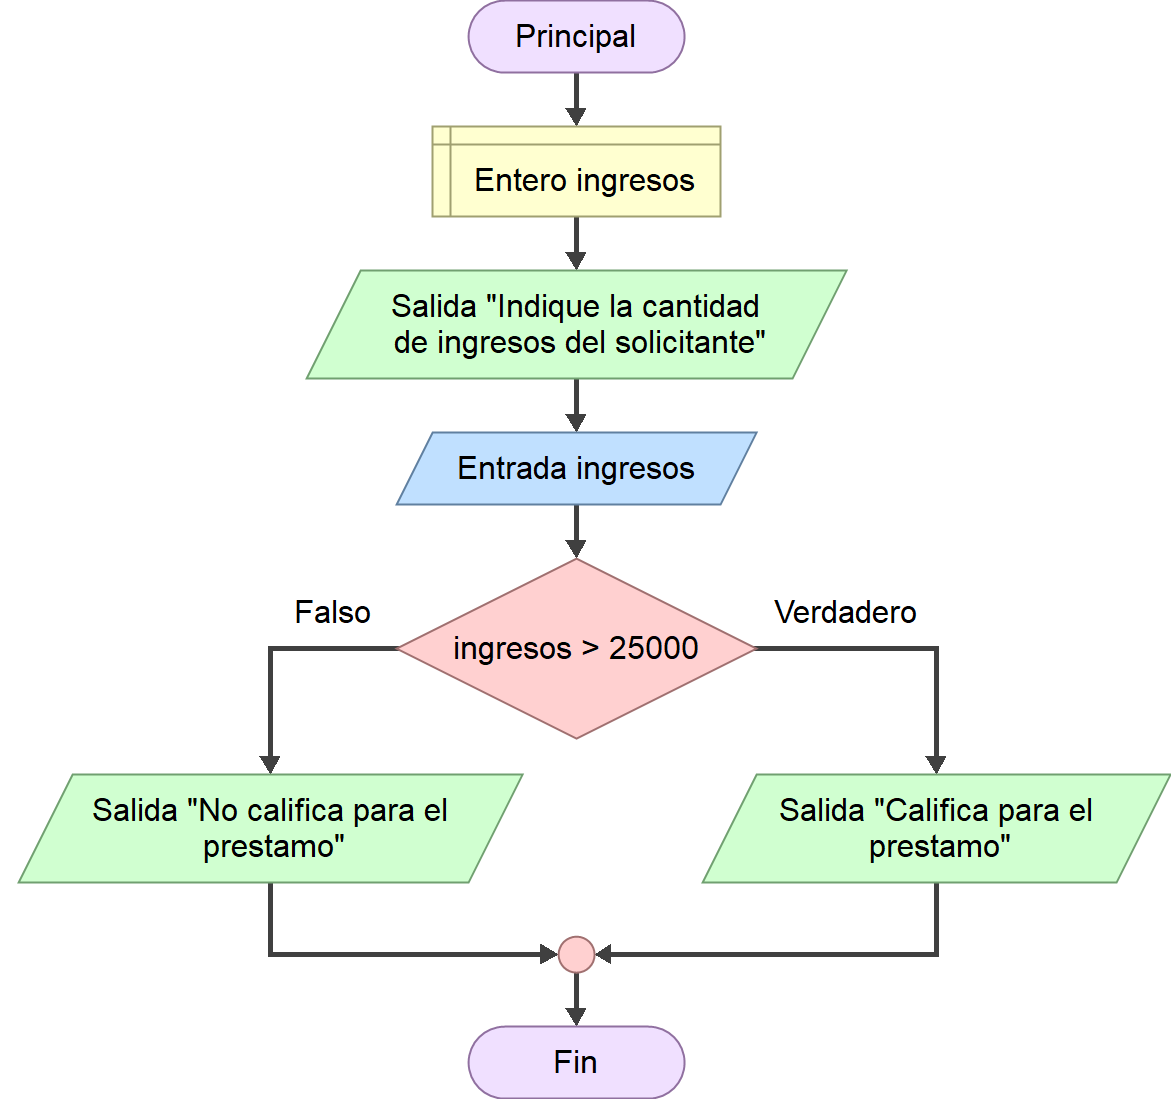 Principal
Entero ingresos
Salida "Indique la cantidad
de ingresos del solicitante"
Entrada ingresos
Falso
Verdadero
ingresos > 25000
Salida "No califica para el
prestamo"
Salida "Califica para el
prestamo"
Fin